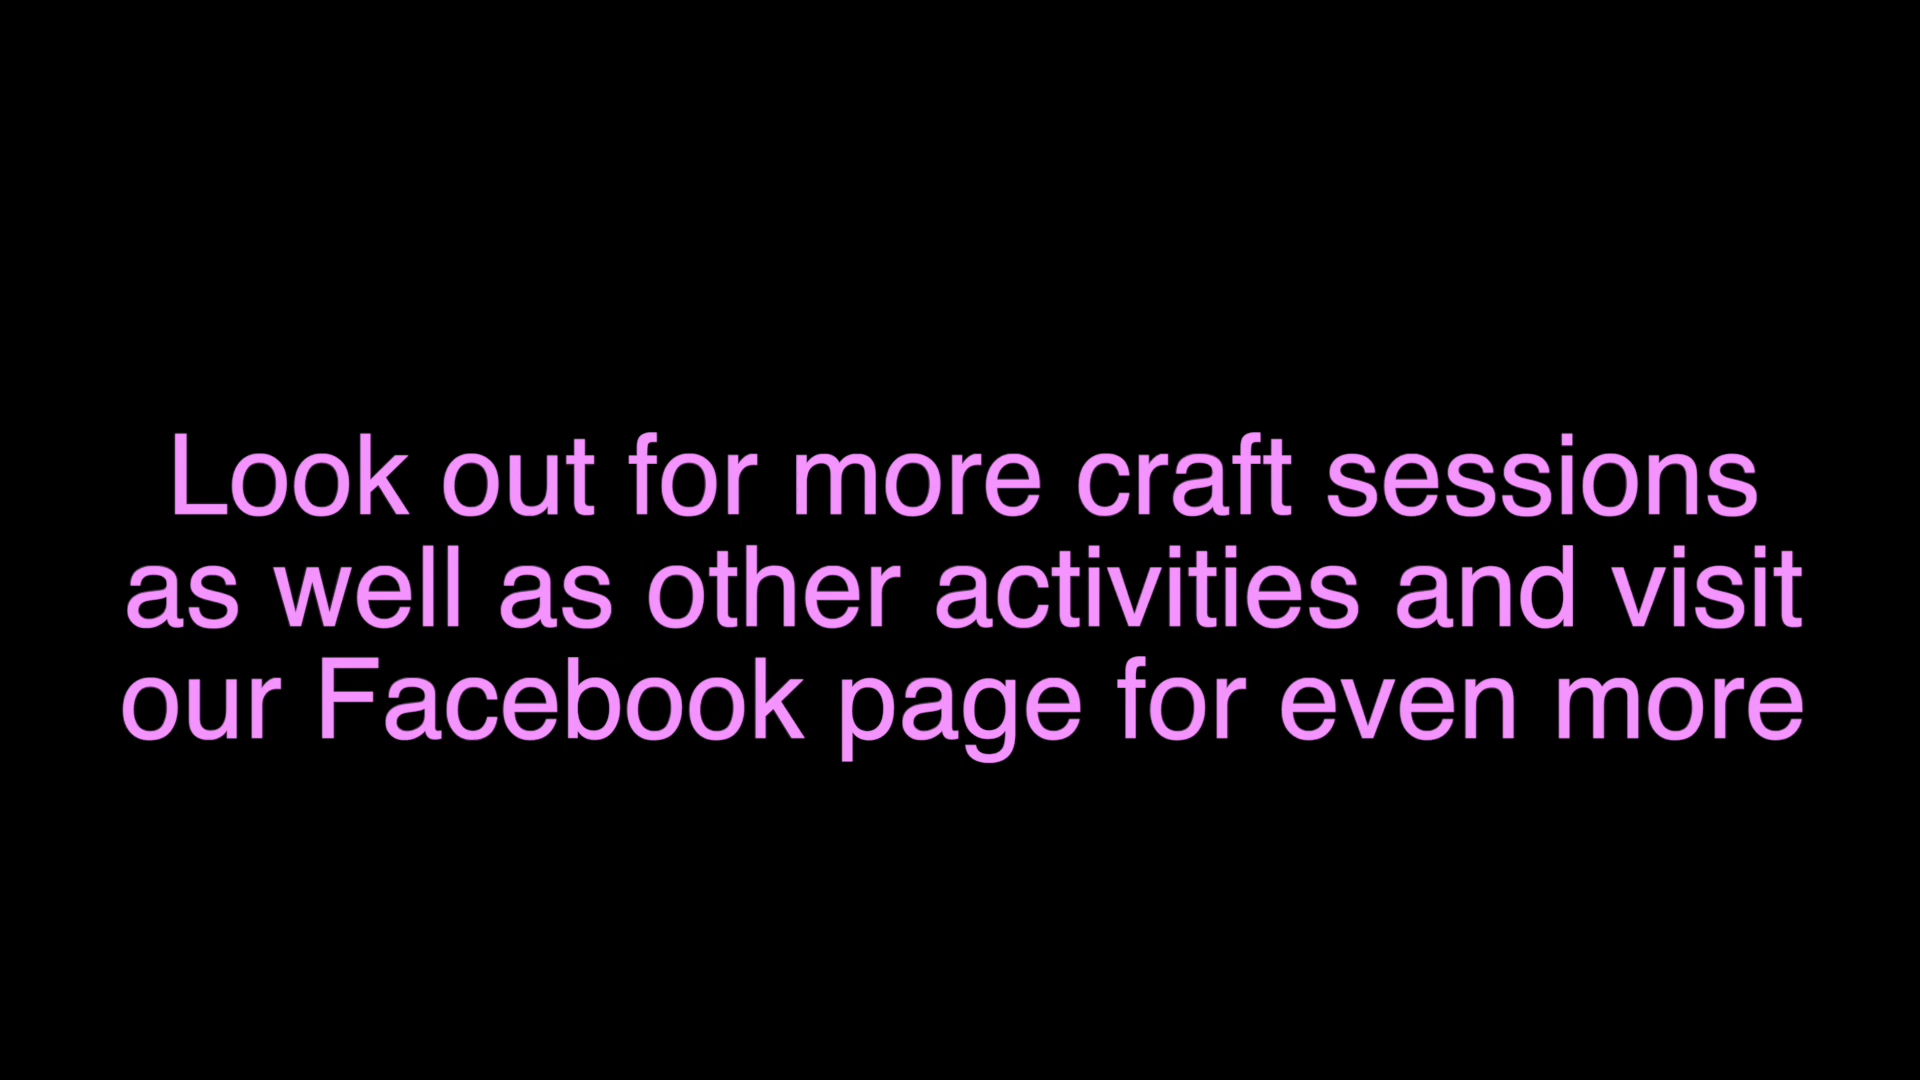 Look out for more craft sessions
as well as other activities and visit
our Facebook page for even more